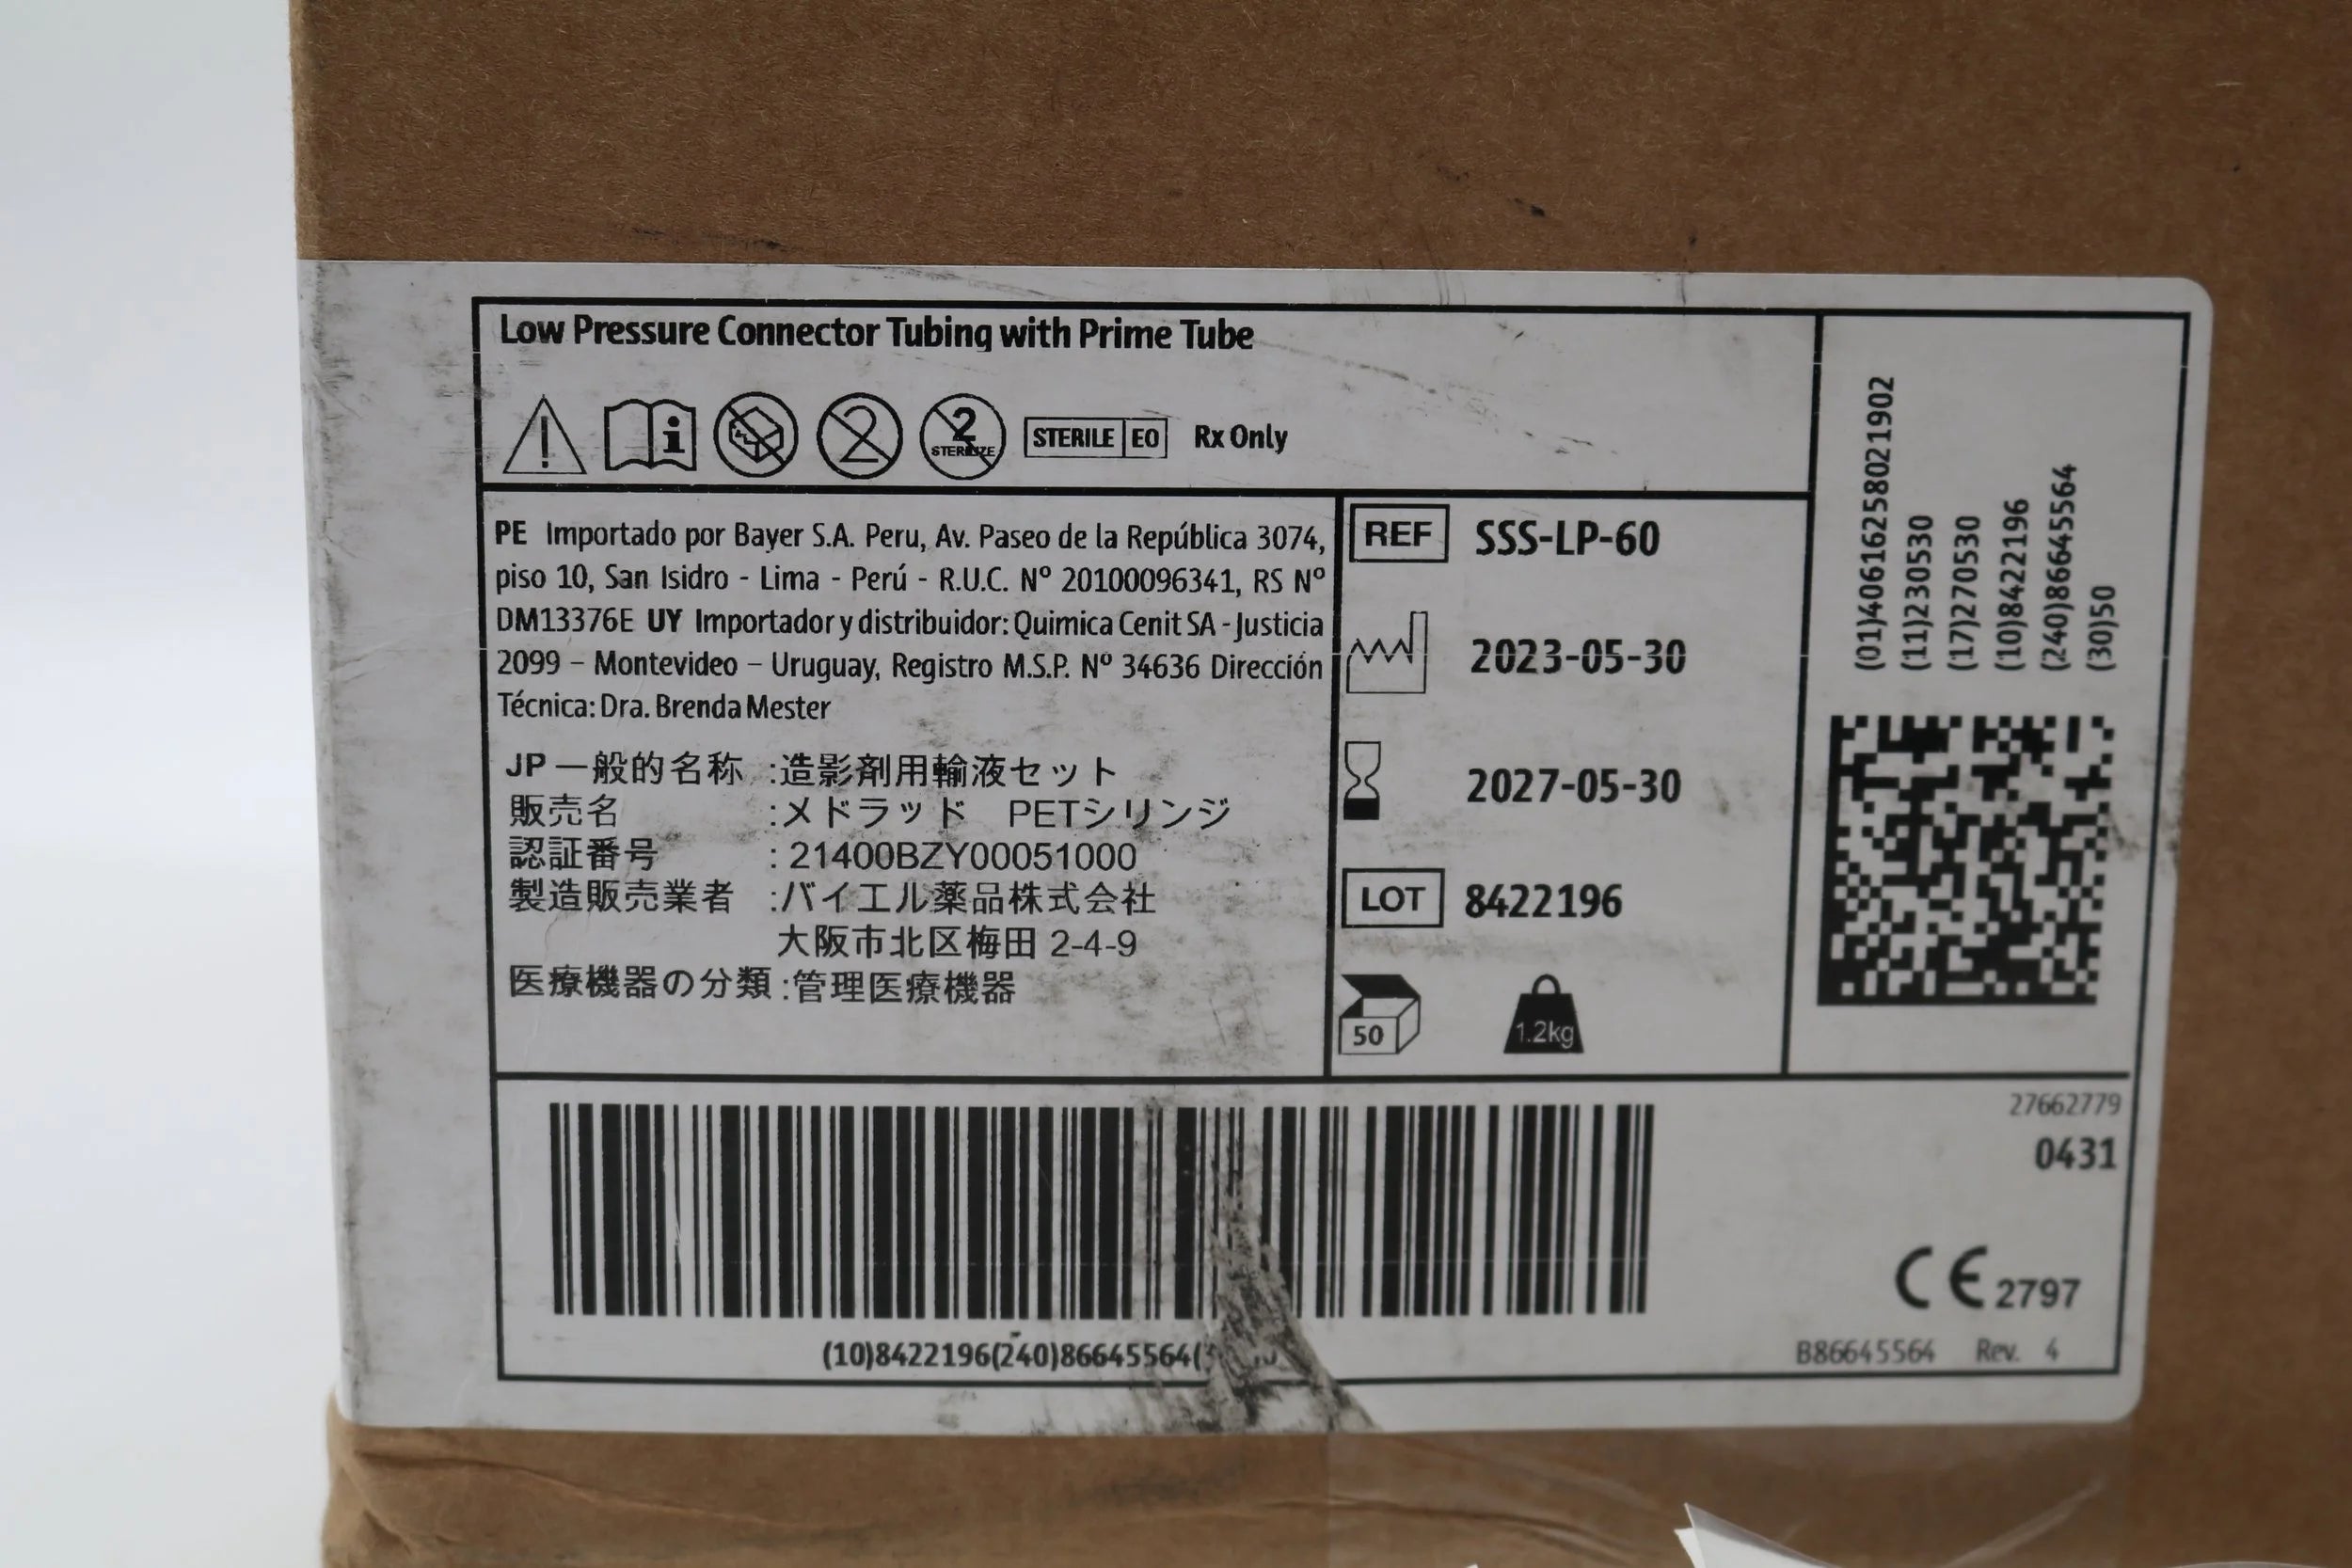 Low Pressure Connector Tubing with Prime Tube
2 2 STERILIZE STERILE EO Rx Only
PE Importado por Bayer S.A. Peru, Av. Paseo de la República 3074,
piso 10, San Isidro - Lima - Perú - R.U.C. Nº 20100096341, RS Nº
DM13376E UY Importador y distribuidor: Quimica Cenit SA - Justicia
2099 – Montevideo – Uruguay, Registro M.S.P. Nº 34636 Dirección
Técnica: Dra. Brenda Mester
JP 一般的名称 :造影剤用輸液セット
販売名 :メドラッド PETシリンジ
認証番号 : 21400BZY00051000
製造販売業者 :バイエル薬品株式会社
大阪市北区梅田 2-4-9
医療機器の分類 :管理医療機器
REF SSS-LP-60
2023-05-30
2027-05-30
LOT 8422196
50 1.2kg
(01)04061625802190​2
(11)230530
(17)270530
(10)8422196
(240)86645564
(30)50
27662779
0431
CE 2797
(10)8422196(240)86645564(
B86645564 Rev. 4